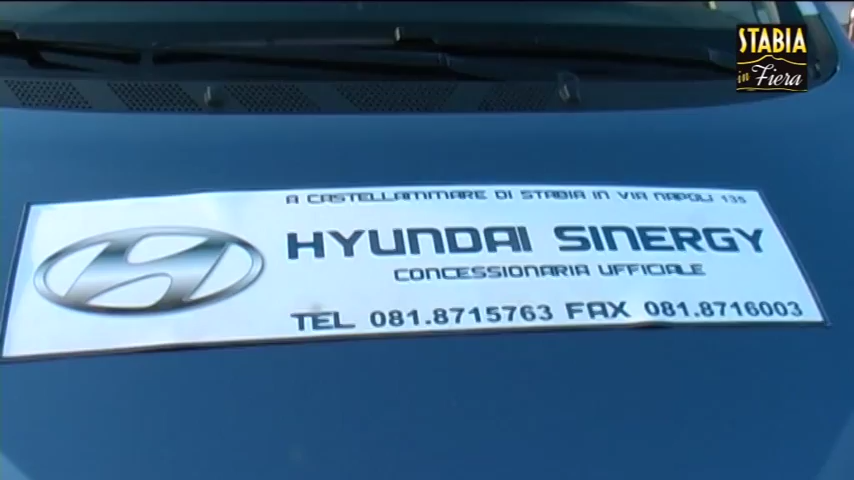 STABIA
in Fiera
A CASTELLAMMARE DI STABIA IN VIA NAPOLI 135
HYUNDAI SINERGY
CONCESSIONARIA UFFICIALE
TEL 081.8715763 FAX 081.8716003